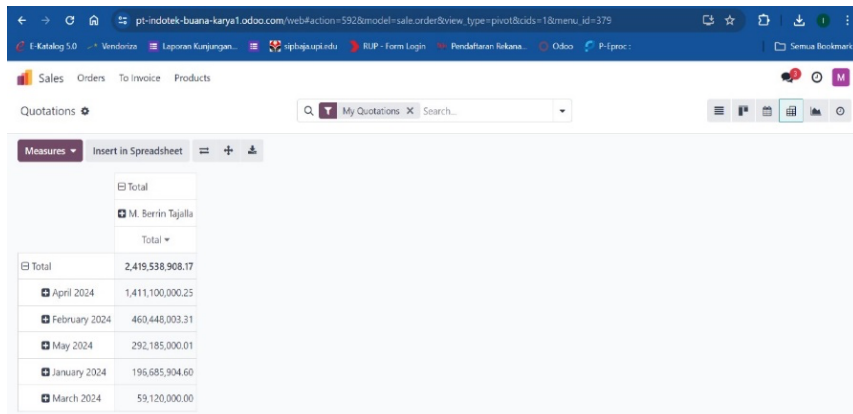 pt-indotek-buana-karya1.odoo.com/web#action=592&model=sale.order&view_type=pivot&cids=1&menu_id=379
E-Katalog 5.0 Vendoriza Laporan Kunjungan... sipbaja.upi.edu RUP - Form Login Pendaftaran Rekana... Odoo P-Eproc : Semua Bookmark
Sales Orders To Invoice Products M
Quotations My Quotations Search...
Measures Insert in Spreadsheet
Total
M. Berrin Tajalla
Total
Total 2,419,538,908.17
April 2024 1,411,100,000.25
February 2024 460,448,003.31
May 2024 292,185,000.01
January 2024 196,685,904.60
March 2024 59,120,000.00